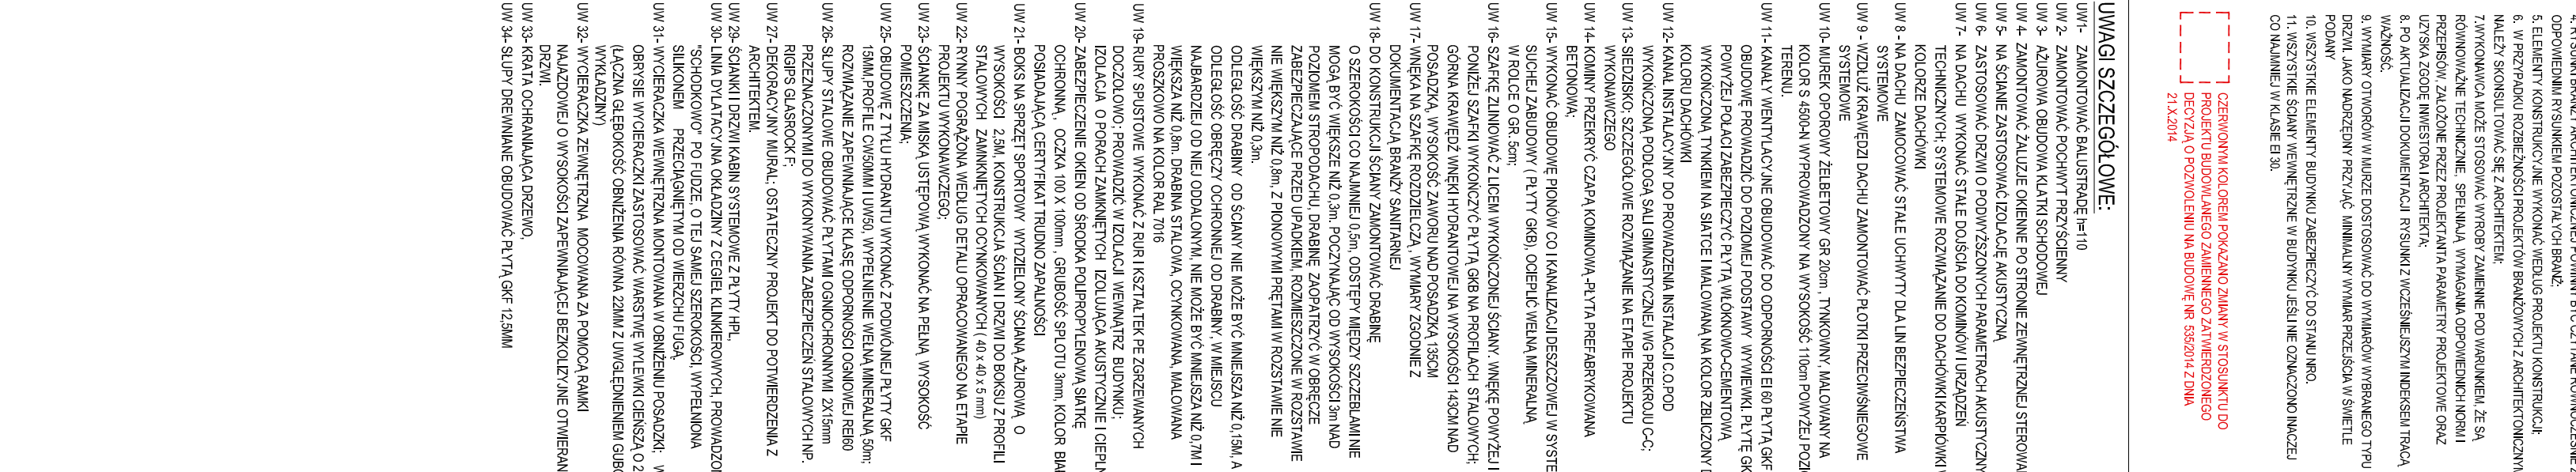 ODPOWIEDNIM RYSUNKIEM POZOSTAŁYCH BRANŻ;
5. ELEMENTY KONSTRUKCYJNE WYKONAĆ WEDŁUG PROJEKTU KONSTRUKCJI;
6. W PRZYPADKU ROZBIEŻNOŚCI PROJEKTÓW BRANŻOWYCH Z ARCHITEKTONICZNYM
NALEŻY SKONSULTOWAĆ SIĘ Z ARCHITEKTEM;
7.WYKONAWCA MOŻE STOSOWAĆ WYROBY ZAMIENNE POD WARUNKIEM, ŻE SĄ
RÓWNOWAŻNE TECHNICZNIE, SPEŁNIAJĄ WYMAGANIA ODPOWIEDNICH NORM I
PRZEPISÓW, ZAŁOŻONE PRZEZ PROJEKTANTA PARAMETRY PROJEKTOWE ORAZ
UZYSKA ZGODĘ INWESTORA I ARCHITEKTA;
8. PO AKTUALIZACJI DOKUMENTACJI RYSUNKI Z WCZEŚNIEJSZYM INDEKSEM TRACĄ
WAŻNOŚĆ,
9. WYMIARY OTWORÓW W MURZE DOSTOSOWAĆ DO WYMIARÓW WYBRANEGO TYPU
DRZWI. JAKO NADRZĘDNY PRZYJĄĆ MINIMALNY WYMIAR PRZEJŚCIA W ŚWIETLE
PODANY
10. WSZYSTKIE ELEMENTY BUDYNKU ZABEZPIECZYĆ DO STANU NRO.
11. WSZYSTKIE ŚCIANY WEWNĘTRZNE W BUDYNKU JEŚLI NIE OZNACZONO INACZEJ
CO NAJMNIEJ W KLASIE EI 30.
CZERWONYM KOLOREM POKAZANO ZMIANY W STOSUNKU DO
PROJEKTU BUDOWLANEGO ZAMIENNEGO ZATWIERDZONEGO
DECYZJĄ O POZWOLENIU NA BUDOWĘ NR 535/2014 Z DNIA
21.X.2014
UWAGI SZCZEGÓŁOWE:
UW1- ZAMONTOWAĆ BALUSTRADĘ h=110
UW 2- ZAMONTOWAĆ POCHWYT PRZYŚCIENNY
UW 3- AŻUROWA OBUDOWA KLATKI SCHODOWEJ
UW 4- ZAMONTOWAĆ ŻALUZJE OKIENNE PO STRONIE ZEWNĘTRZNEJ STEROWA
UW 5- NA ŚCIANIE ZASTOSOWAĆ IZOLACJĘ AKUSTYCZNĄ
UW 6- ZASTOSOWAĆ DRZWI O PODWYŻSZONYCH PARAMETRACH AKUSTYCZNY
UW 7- NA DACHU WYKONAĆ STAŁE DOJŚCIA DO KOMINÓW I URZĄDZEŃ
TECHNICZNYCH; SYSTEMOWE ROZWIĄZANIE DO DACHÓWKI KARPIÓWKI
KOLORZE DACHÓWKI
UW 8 - NA DACHU ZAMOCOWAĆ STAŁE UCHWYTY DLA LIN BEZPIECZEŃSTWA
SYSTEMOWE
UW 9 - WZDŁUŻ KRAWĘDZI DACHU ZAMONTOWAĆ PŁOTKI PRZECIWŚNIEGOWE
SYSTEMOWE
UW 10- MUREK OPOROWY ŻELBETOWY GR 20cm , TYNKOWNY, MALOWANY NA
KOLOR S 4500-N WYPROWADZONY NA WYSOKOŚĆ 110cm POWYŻEJ POZI
TERENU.
UW 11- KANAŁY WENTYLACYJNE OBUDOWAĆ DO ODPORNOŚCI EI 60 PŁYTĄ GKF
OBUDOWĘ PROWADZIĆ DO POZIOMEJ PODSTAWY WYWIEWKI. PŁYTĘ GK
POWYŻEJ POŁACI ZABEZPIECZYĆ PŁYTĄ WŁÓKNOWO-CEMENTOWĄ
WYKOŃCZONĄ TYNKIEM NA SIATCE I MALOWANĄ NA KOLOR ZBLICZONY D
KOLORU DACHÓWKI
UW 12- KANAŁ INSTALACYJNY DO PROWADZENIA INSTALACJI C.O.POD
WYKOŃCZONĄ PODŁOGĄ SALI GIMNASTYCZNEJ WG PRZEKROJU C-C;
UW 13- SIEDZISKO; SZCZEGÓŁOWE ROZWIĄZANIE NA ETAPIE PROJEKTU
WYKONAWCZEGO
UW 14- KOMINY PRZEKRYĆ CZAPĄ KOMINOWĄ -PŁYTA PREFABRYKOWANA
BETONOWA;
UW 15- WYKONAĆ OBUDOWĘ PIONÓW CO I KANALIZACJI DESZCZOWEJ W SYSTE
SUCHEJ ZABUDOWY ( PŁYTY GKB), OCIEPLIĆ WEŁNĄ MINERALNĄ
W ROLCE O GR. 5cm;
UW 16- SZAFKĘ ZLINIOWAĆ Z LICEM WYKOŃCZONEJ ŚCIANY. WNĘKĘ POWYŻEJ I
PONIŻEJ SZAFKI WYKOŃCZYĆ PŁYTĄ GKB NA PROFILACH STALOWYCH;
GÓRNA KRAWĘDŹ WNĘKI HYDRANTOWEJ NA WYSOKOŚCI 143CM NAD
POSADZKĄ, WYSOKOŚĆ ZAWORU NAD POSADZKĄ 135CM
UW 17- WNĘKA NA SZAFKĘ ROZDZIELCZĄ , WYMIARY ZGODNIE Z
DOKUMENTACJĄ BRANŻY SANITARNEJ
UW 18- DO KONSTRUKCJI ŚCIANY ZAMONTOWAĆ DRABINĘ
O SZEROKOŚCI CO NAJMNIEJ 0,5m, ODSTĘPY MIĘDZY SZCZEBLAMI NIE
MOGĄ BYĆ WIĘKSZE NIŻ 0,3m. POCZYNAJĄC OD WYSOKOŚCI 3m NAD
POZIOMEM STROPODACHU, DRABINE ZAOPATRZYĆ W OBRĘCZE
ZABEZPIECZAJĄCE PRZED UPADKIEM, ROZMIESZCZONE W ROZSTAWIE
NIE WIĘKSZYM NIŻ 0,8m, Z PIONOWYMI PRĘTAMI W ROZSTAWIE NIE
WIĘKSZYM NIŻ 0,3m.
ODLEGŁOŚĆ DRABINY OD ŚCIANY NIE MOŻE BYĆ MNIEJSZA NIŻ 0,15M, A
ODLEGŁOŚĆ OBRĘCZY OCHRONNEJ OD DRABINY, W MIEJSCU
NAJBARDZIEJ OD NIEJ ODDALONYM, NIE MOŻE BYĆ MNIEJSZA NIŻ 0,7M I
WIĘKSZA NIŻ 0,8m. DRABINA STALOWA, OCYNKOWANA, MALOWANA
PROSZKOWO NA KOLOR RAL 7016
UW 19- RURY SPUSTOWE WYKONAĆ Z RUR I KSZTAŁTEK PE ZGRZEWANYCH
DOCZOŁOWO; PROWADZIĆ W IZOLACJI WEWNĄTRZ BUDYNKU;
IZOLACJA O PORACH ZAMKNIĘTYCH IZOLUJĄCA AKUSTYCZNIE I CIEPLN
UW 20- ZABEZPIECZENIE OKIEN OD ŚRODKA POLIPROPYLENOWĄ SIATKĘ
OCHRONNĄ , OCZKA 100 X 100mm , GRUBOŚĆ SPLOTU 3mm, KOLOR BIAŁ
POSIADAJĄCĄ CERTYFIKAT TRUDNO ZAPALNOŚCI
UW 21- BOKS NA SPRZĘT SPORTOWY WYDZIELONY ŚCIANĄ AŻUROWĄ O
WYSOKOŚCI 2,5M, KONSTRUKCJA ŚCIAN I DRZWI DO BOKSU Z PROFILI
STALOWYCH ZAMNKIĘTYCH OCYNKOWANYCH ( 40 x 40 x 5 mm)
UW 22- RYNNY POGRĄŻONA WEDŁUG DETALU OPRACOWANEGO NA ETAPIE
PROJEKTU WYKONAWCZEGO;
UW 23- ŚCIANKĘ ZA MISKĄ USTĘPOWĄ WYKONAĆ NA PEŁNĄ WYSOKOŚĆ
POMIESZCZENIA;
UW 25- OBUDOWĘ Z TYŁU HYDRANTU WYKONAĆ Z PODWÓJNEJ PŁYTY GKF
15MM,PROFILE CW50MM I UW50, WYPEŁNIENIE WEŁNĄ MINERALNĄ 50m;
ROZWIĄZANIE ZAPEWNIAJĄCE KLASĘ ODPORNOŚCI OGNIOWEJ REI60
UW 26- SŁUPY STALOWE OBUDOWAĆ PŁYTAMI OGNIOCHRONYMI 2X15mm
PRZEZNACZONYMI DO WYKONYWANIA ZABEZPIECZEŃ STALOWYCH NP.
RIGIPS GLASROCK F;
UW 27- DEKORACYJNY MURAL; OSTATECZNY PROJEKT DO POTWIERDZENIA Z
ARCHITEKTEM.
UW 29- ŚCIANKI I DRZWI KABIN SYSTEMOWE Z PŁYTY HPL,
UW 30- LINIA DYLATACYJNA OKŁADZINY Z CEGIEŁ KLINKIEROWYCH, PROWADZO
"SCHODKOWO" PO FUDZE, O TEJ SAMEJ SZEROKOŚCI, WYPEŁNIONA
SILIKONEM PRZECIĄGNIĘTYM OD WIERZCHU FUGĄ
UW 31- WYCIERACZKA WEWNĘTRZNA MONTOWANA W OBNIŻENIU POSADZKI; W
OBRYSIE WYCIERACZKI ZASTOSOWAĆ WARSTWĘ WYLEWKI CIEŃSZĄ O 2
(ŁĄCZNA GŁĘBOKOŚĆ OBNIŻENIA RÓWNA 22MM Z UWGLĘDNIENIEM GUBO
WYKŁADZINY)
UW 32- WYCIERACZKA ZEWNĘTRZNA MOCOWANA ZA POMOCĄ RAMKI
NAJAZDOWEJ O WYSOKOŚCI ZAPEWNIAJĄCEJ BEZKOLIZYJNE OTWIERAN
DRZWI.
UW 33- KRATA OCHRANIAJĄCA DRZEWO,
UW 34- SŁUPY DREWNIANE OBUDOWAĆ PŁYTĄ GKF 12,5MM